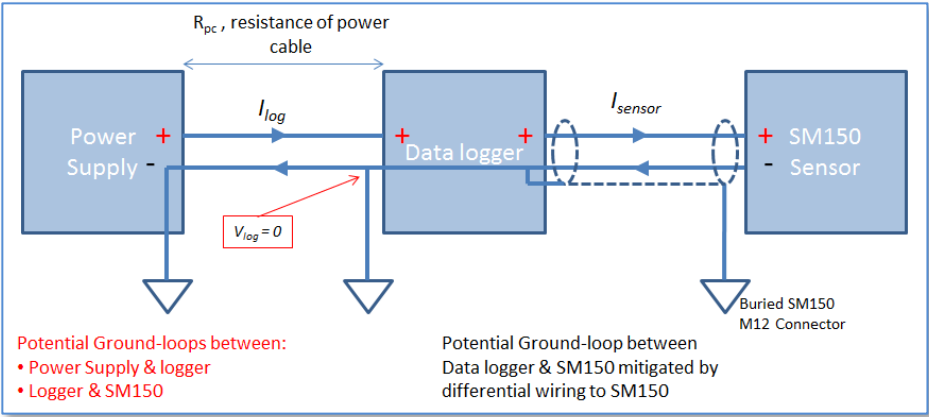 Rpc , resistance of power
cable
Ilog
Isensor
Power
Supply
+
-
+
+
Data logger
+
-
SM150
Sensor
Vlog = 0
Buried SM150
M12 Connector
Potential Ground-loops between:
• Power Supply & logger
• Logger & SM150
Potential Ground-loop between
Data logger & SM150 mitigated by
differential wiring to SM150